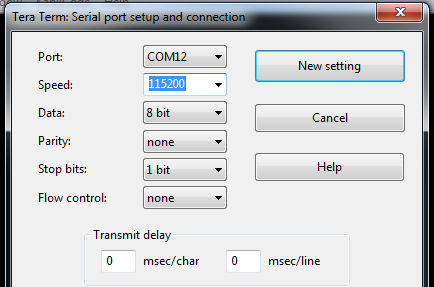 Tera Term: Serial port setup and connection
Port: COM12
New setting
Speed: 115200
Data: 8 bit
Cancel
Parity: none
Stop bits: 1 bit
Help
Flow control: none
Transmit delay
0 msec/char 0 msec/line